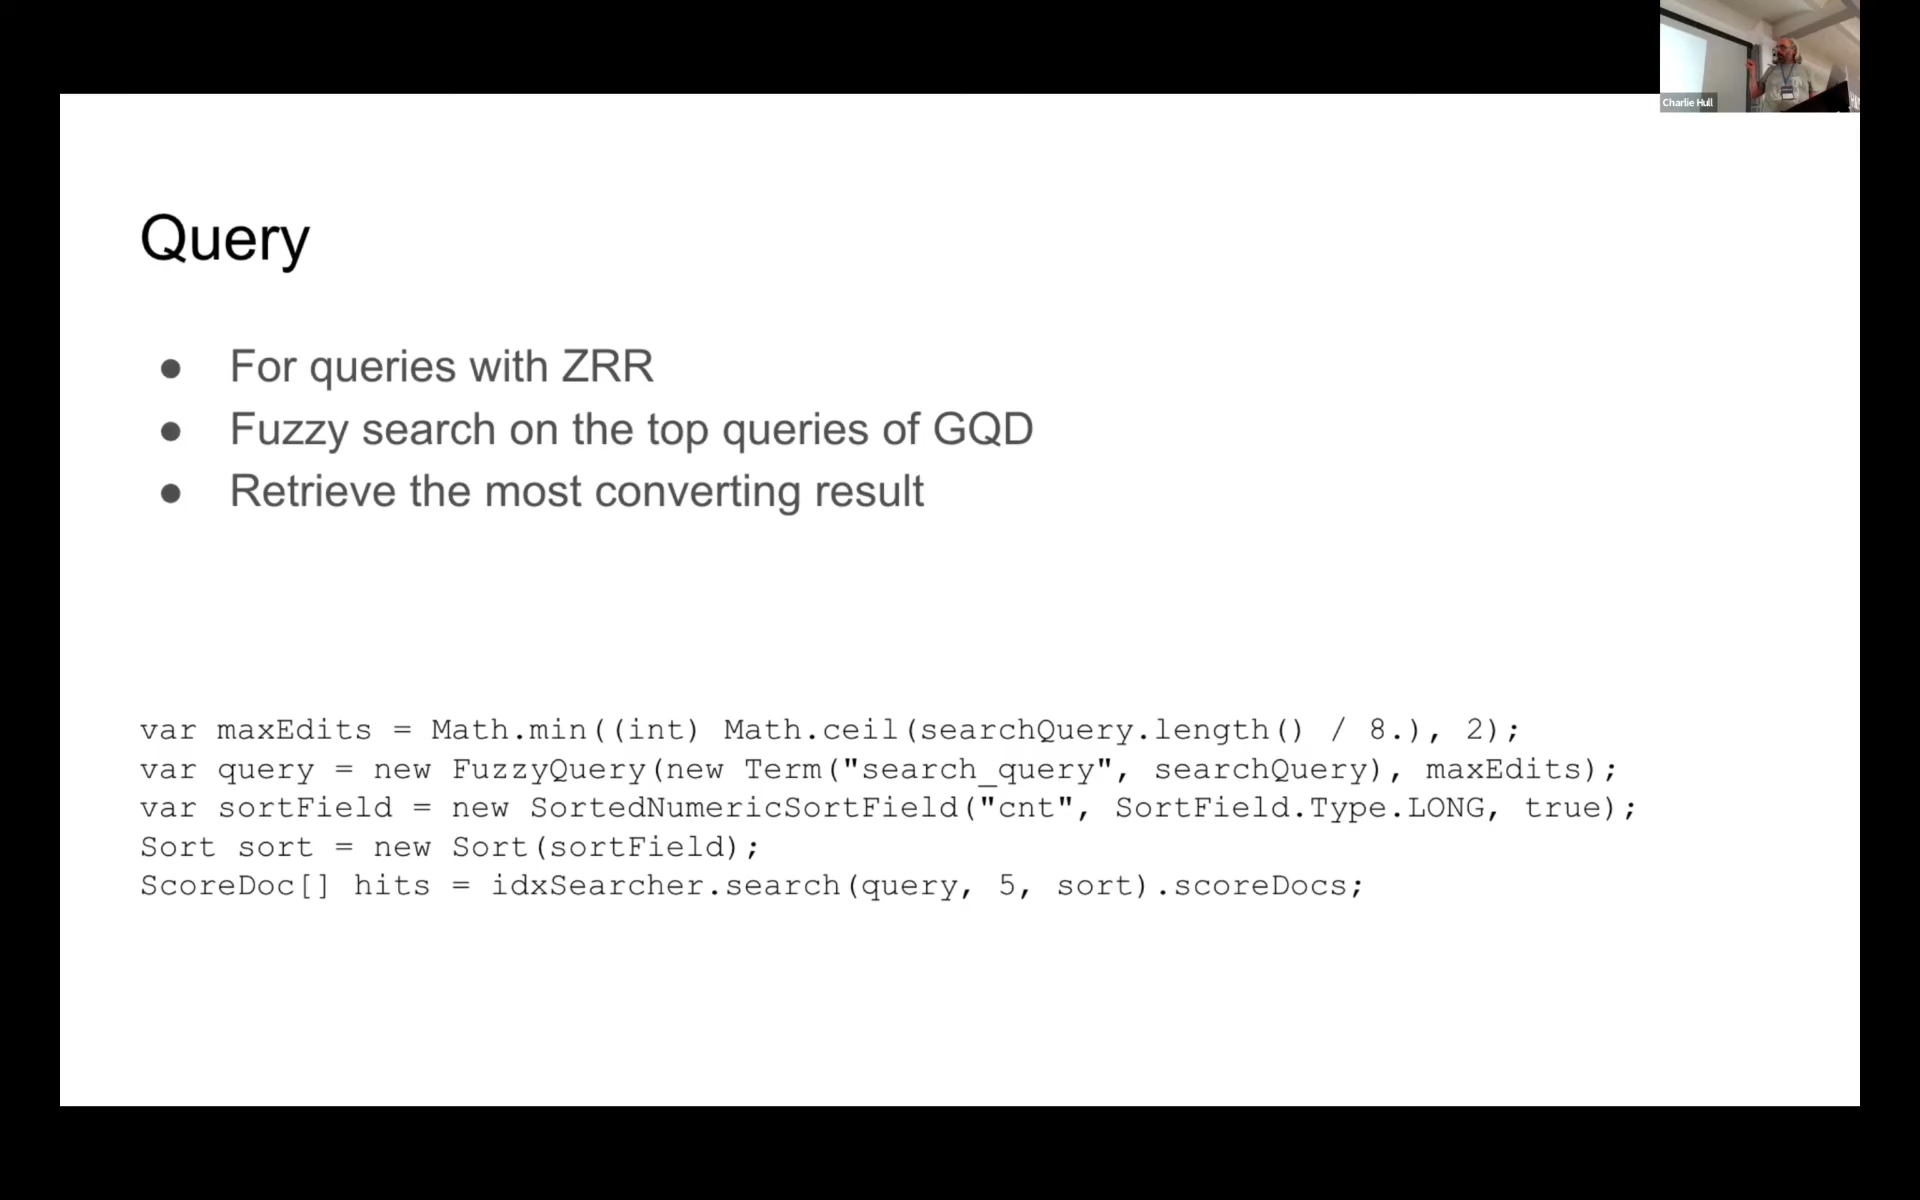 Charlie Hull
Query
● For queries with ZRR
● Fuzzy search on the top queries of GQD
● Retrieve the most converting result
var maxEdits = Math.min((int) Math.ceil(searchQuery.length() / 8.), 2);
var query = new FuzzyQuery(new Term("search_query", searchQuery), maxEdits);
var sortField = new SortedNumericSortField("cnt", SortField.Type.LONG, true);
Sort sort = new Sort(sortField);
ScoreDoc[] hits = idxSearcher.search(query, 5, sort).scoreDocs;